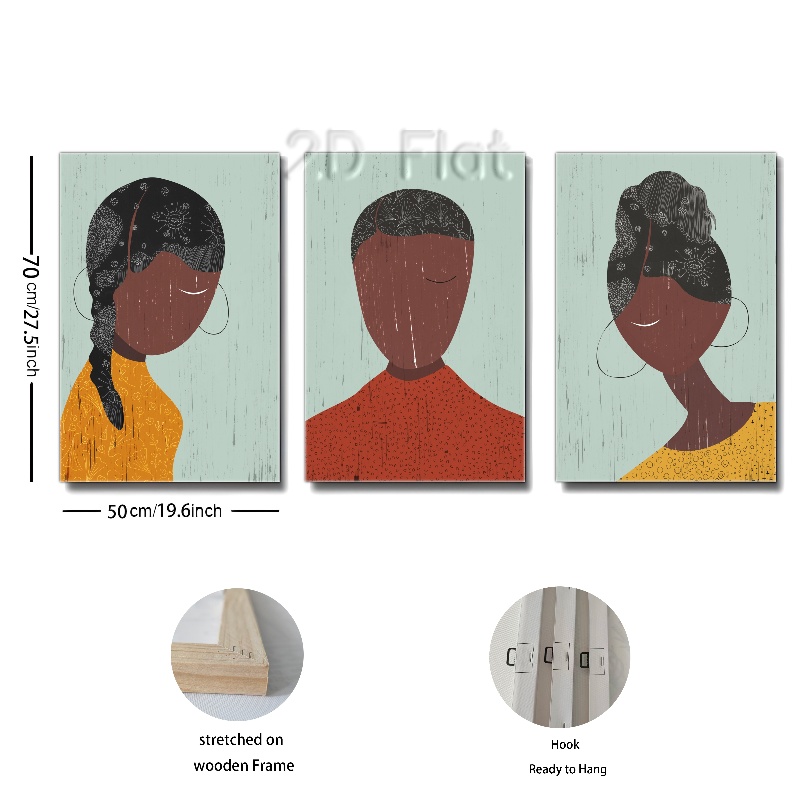 2D Flat
70 cm/27.5inch
50 cm/19.6inch
stretched on
wooden Frame
Hook
Ready to Hang